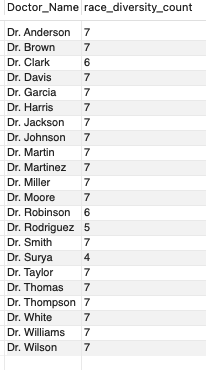 Doctor_Name race_diversity_count
Dr. Anderson 7
Dr. Brown 7
Dr. Clark 6
Dr. Davis 7
Dr. Garcia 7
Dr. Harris 7
Dr. Jackson 7
Dr. Johnson 7
Dr. Martin 7
Dr. Martinez 7
Dr. Miller 7
Dr. Moore 7
Dr. Robinson 6
Dr. Rodriguez 5
Dr. Smith 7
Dr. Surya 4
Dr. Taylor 7
Dr. Thomas 7
Dr. Thompson 7
Dr. White 7
Dr. Williams 7
Dr. Wilson 7